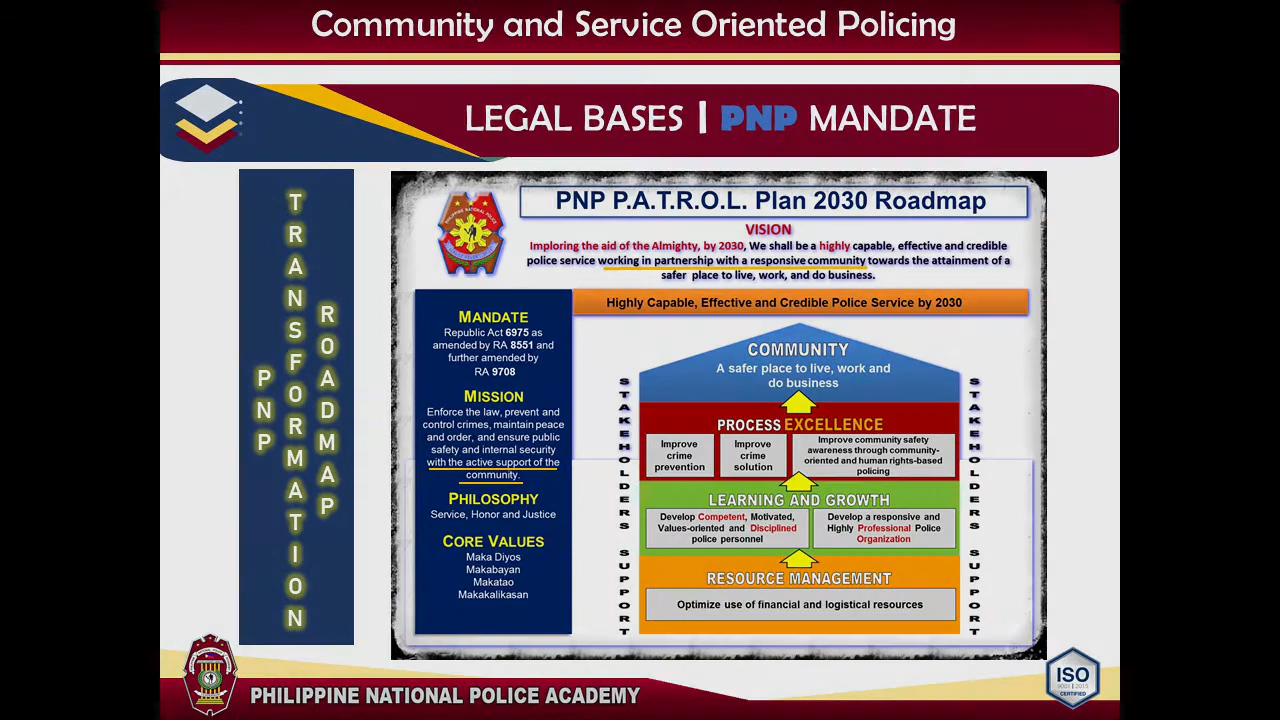 Community and Service Oriented Policing
LEGAL BASES | PNP MANDATE
PNP
TRANSFORMATION
ROADMAP
PNP P.A.T.R.O.L. Plan 2030 Roadmap
VISION
Imploring the aid of the Almighty, by 2030, We shall be a highly capable, effective and credible
police service working in partnership with a responsive community towards the attainment of a
safer place to live, work, and do business.
Highly Capable, Effective and Credible Police Service by 2030
MANDATE
Republic Act 6975 as
amended by RA 8551 and
further amended by
RA 9708
MISSION
Enforce the law, prevent and
control crimes, maintain peace
and order, and ensure public
safety and internal security
with the active support of the
community.
PHILOSOPHY
Service, Honor and Justice
CORE VALUES
Maka Diyos
Makabayan
Makatao
Makakalikasan
STAKEHOLDERS SUPPORT
COMMUNITY
A safer place to live, work and
do business
PROCESS EXCELLENCE
Improve
crime
prevention
Improve
crime
solution
Improve community safety
awareness through community-
oriented and human rights-based
policing
LEARNING AND GROWTH
Develop Competent, Motivated,
Values-oriented and Disciplined
police personnel
Develop a responsive and
Highly Professional Police
Organization
RESOURCE MANAGEMENT
Optimize use of financial and logistical resources
STAKEHOLDERS SUPPORT
PHILIPPINE NATIONAL POLICE ACADEMY
ISO
9001 | 2015
CERTIFIED